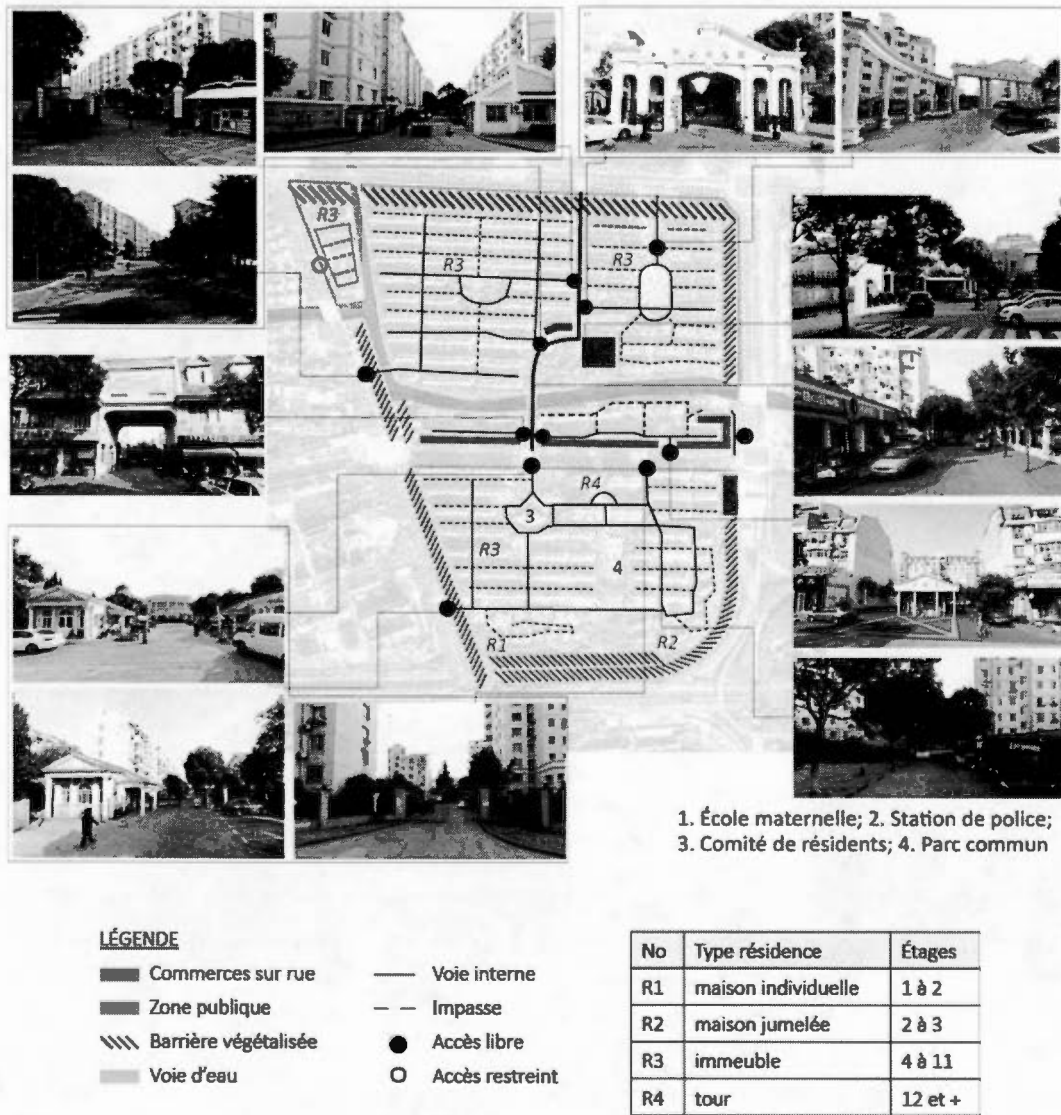 R3
R3
R3
R4
3
R3
4
R1
R2
1. École maternelle; 2. Station de police;
3. Comité de résidents; 4. Parc commun
LÉGENDE
Commerces sur rue
Zone publique
Barrière végétalisée
Voie d'eau
Voie interne
Impasse
Accès libre
Accès restreint
No Type résidence Étages
R1 maison individuelle 1 à 2
R2 maison jumelée 2 à 3
R3 immeuble 4 à 11
R4 tour 12 et +